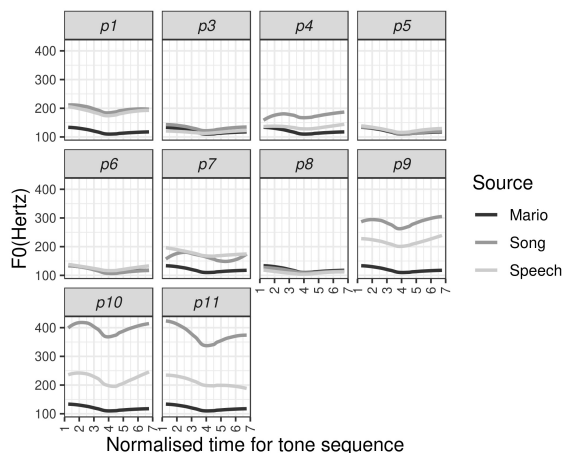 p1 p3 p4 p5
400
300
200
100
p6 p7 p8 p9
400
300
200
100
1 2 3 4 5 6 7 1 2 3 4 5 6 7
p10 p11
400
300
200
100
1 2 3 4 5 6 7 1 2 3 4 5 6 7
F0(Hertz)
Normalised time for tone sequence
Source
Mario
Song
Speech